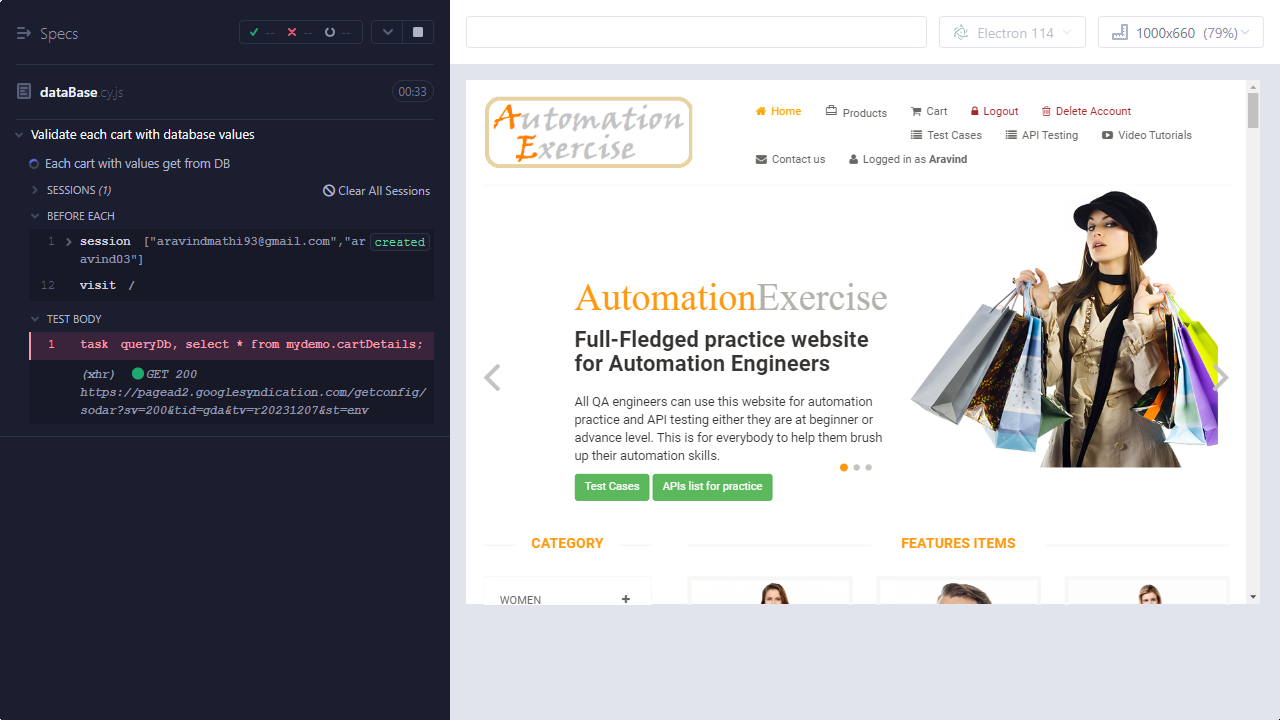 Specs
-- -- --
dataBase.cy.js
00:33
Validate each cart with database values
Each cart with values get from DB
SESSIONS (1)
Clear All Sessions
BEFORE EACH
1 session ["aravindmathi93@gmail.com","ar
avind03"]
created
12 visit /
TEST BODY
1 task queryDb, select * from mydemo.cartDetails;
(xhr) GET 200
https://pagead2.googlesyndication.com/getconfig/
sodar?sv=200&tid=gda&tv=r20231207&st=env
Electron 114
1000x660 (79%)
Automation
Exercise
Home Products Cart Logout Delete Account
Test Cases API Testing Video Tutorials
Contact us Logged in as Aravind
AutomationExercise
Full-Fledged practice website
for Automation Engineers
All QA engineers can use this website for automation
practice and API testing either they are at beginner or
advance level. This is for everybody to help them brush
up their automation skills.
Test Cases APIs list for practice
CATEGORY
FEATURES ITEMS
WOMEN +